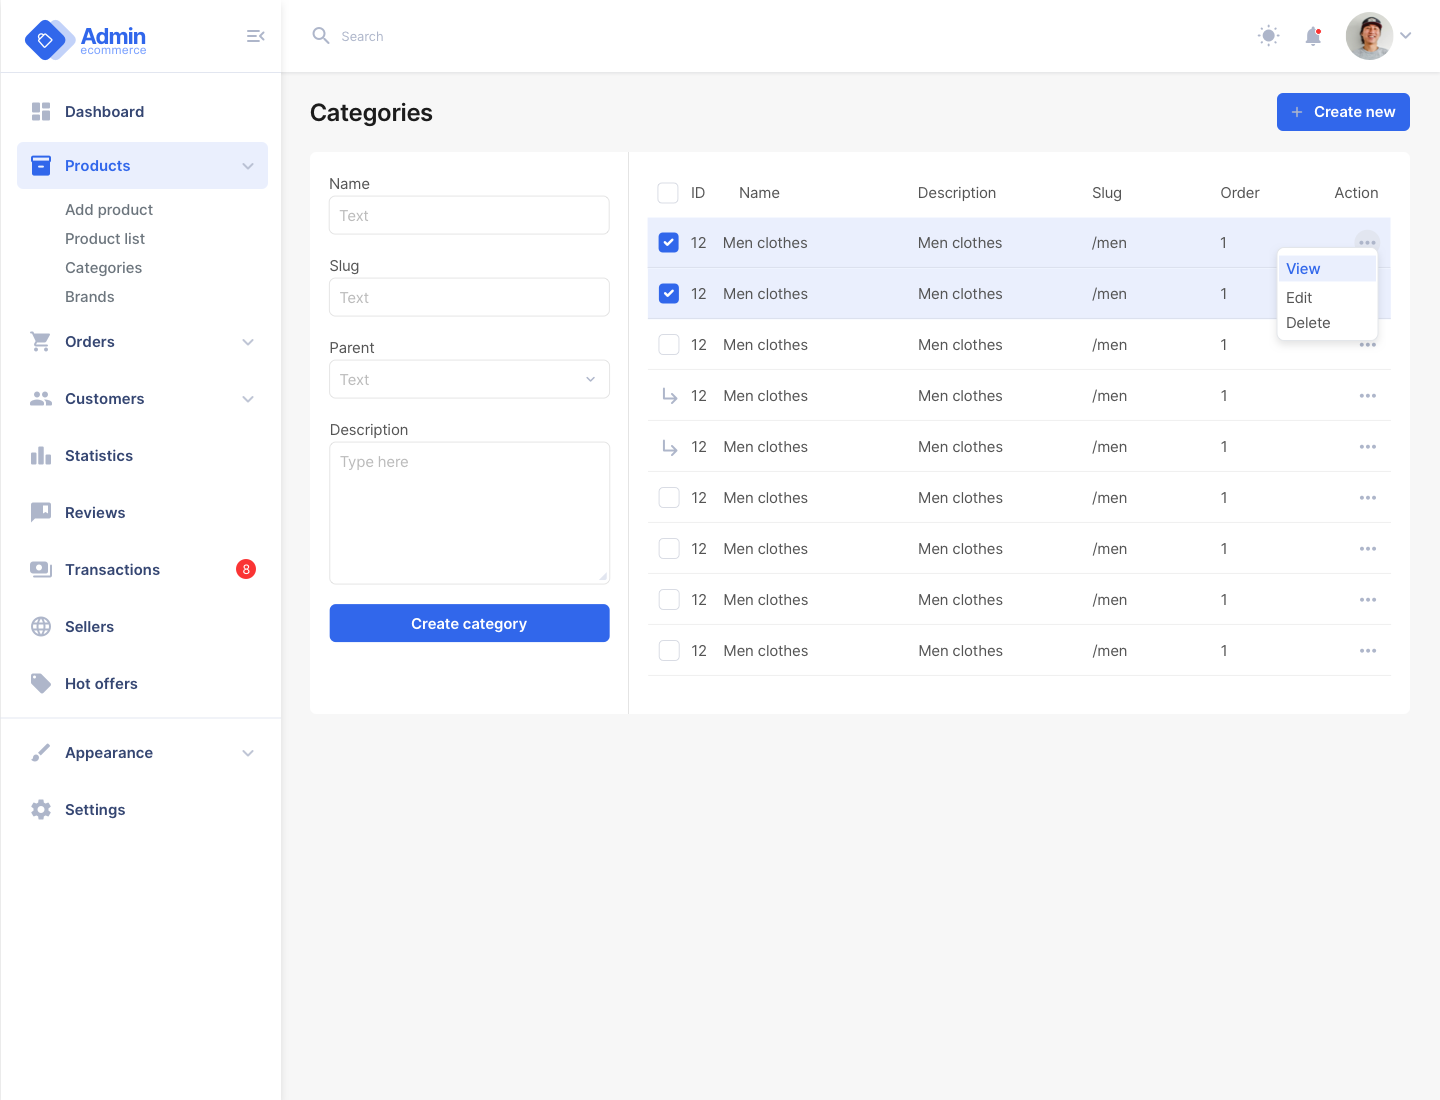 Admin
ecommerce
Search
Dashboard
Products
Add product
Product list
Categories
Brands
Orders
Customers
Statistics
Reviews
Transactions 8
Sellers
Hot offers
Appearance
Settings
Categories
+ Create new
Name
Text
Slug
Text
Parent
Text
Description
Type here
Create category
ID Name Description Slug Order Action
12 Men clothes Men clothes /men 1
12 Men clothes Men clothes /men 1
12 Men clothes Men clothes /men 1
12 Men clothes Men clothes /men 1
12 Men clothes Men clothes /men 1
12 Men clothes Men clothes /men 1
12 Men clothes Men clothes /men 1
12 Men clothes Men clothes /men 1
12 Men clothes Men clothes /men 1
View
Edit
Delete